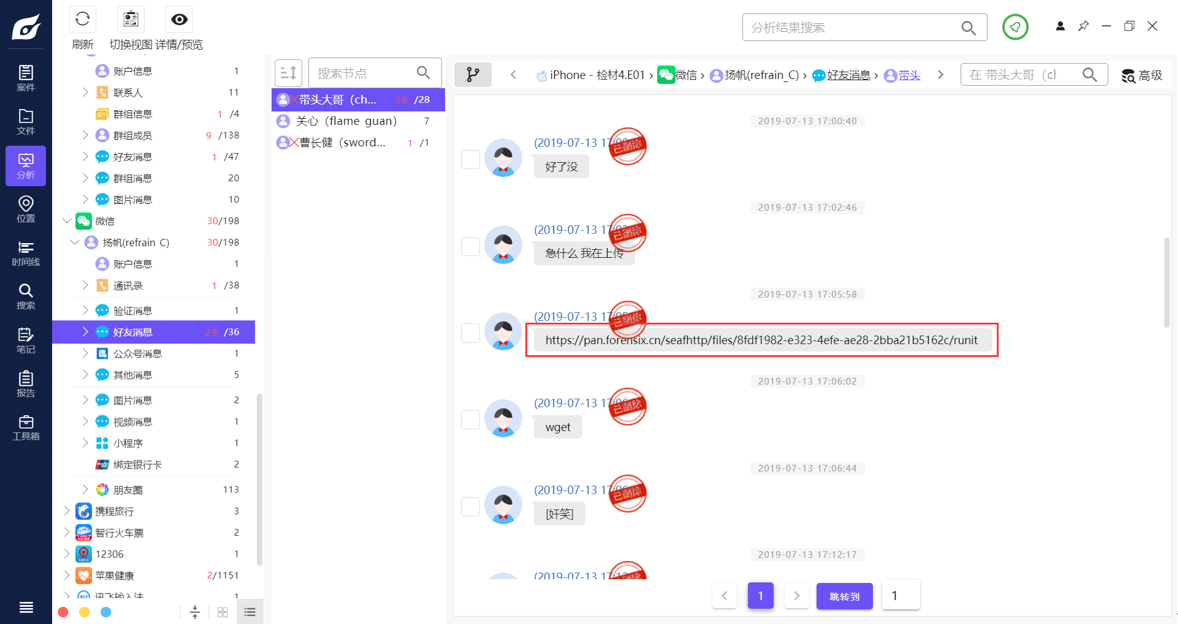 刷新
切换视图
详情/预览
分析结果搜索
案件
文件
分析
位置
时间线
搜索
笔记
报告
工具箱
账户信息 1
联系人 11
群组信息 1 /4
群组成员 9 /138
好友消息 1 /47
群组消息 20
图片消息 10
微信 30/198
扬帆(refrain_C) 30/198
账户信息 1
通讯录 1 /38
验证消息 1
好友消息 29 /36
公众号消息 3
其他消息 5
图片消息 2
视频消息 1
小程序 1
绑定银行卡 2
朋友圈 113
携程旅行 3
智行火车票 2
12306 1
苹果健康 2/1151
讯飞输入法 1
搜索节点
带头大哥（ch... 28 /28
关心（flame_guan） 7
曹长健（sword... 1 /1
iPhone - 检材4.E01 › 微信 › 扬帆(refrain_C) › 好友消息 › 带头
在 带头大哥（cl
高级
2019-07-13 17:00:40
(2019-07-13 17:00
已删除
好了没
2019-07-13 17:02:46
(2019-07-13 17:02
已删除
急什么 我在上传
2019-07-13 17:05:58
(2019-07-13 17:05
已删除
https://pan.forensix.cn/seafhttp/files/8fdf1982-e323-4efe-ae28-2bba21b5162c/runit
2019-07-13 17:06:02
(2019-07-13 17:06
已删除
wget
2019-07-13 17:06:44
(2019-07-13 17:06
已删除
[奸笑]
2019-07-13 17:12:17
(2019-07-13 17:12
1
跳转到
1